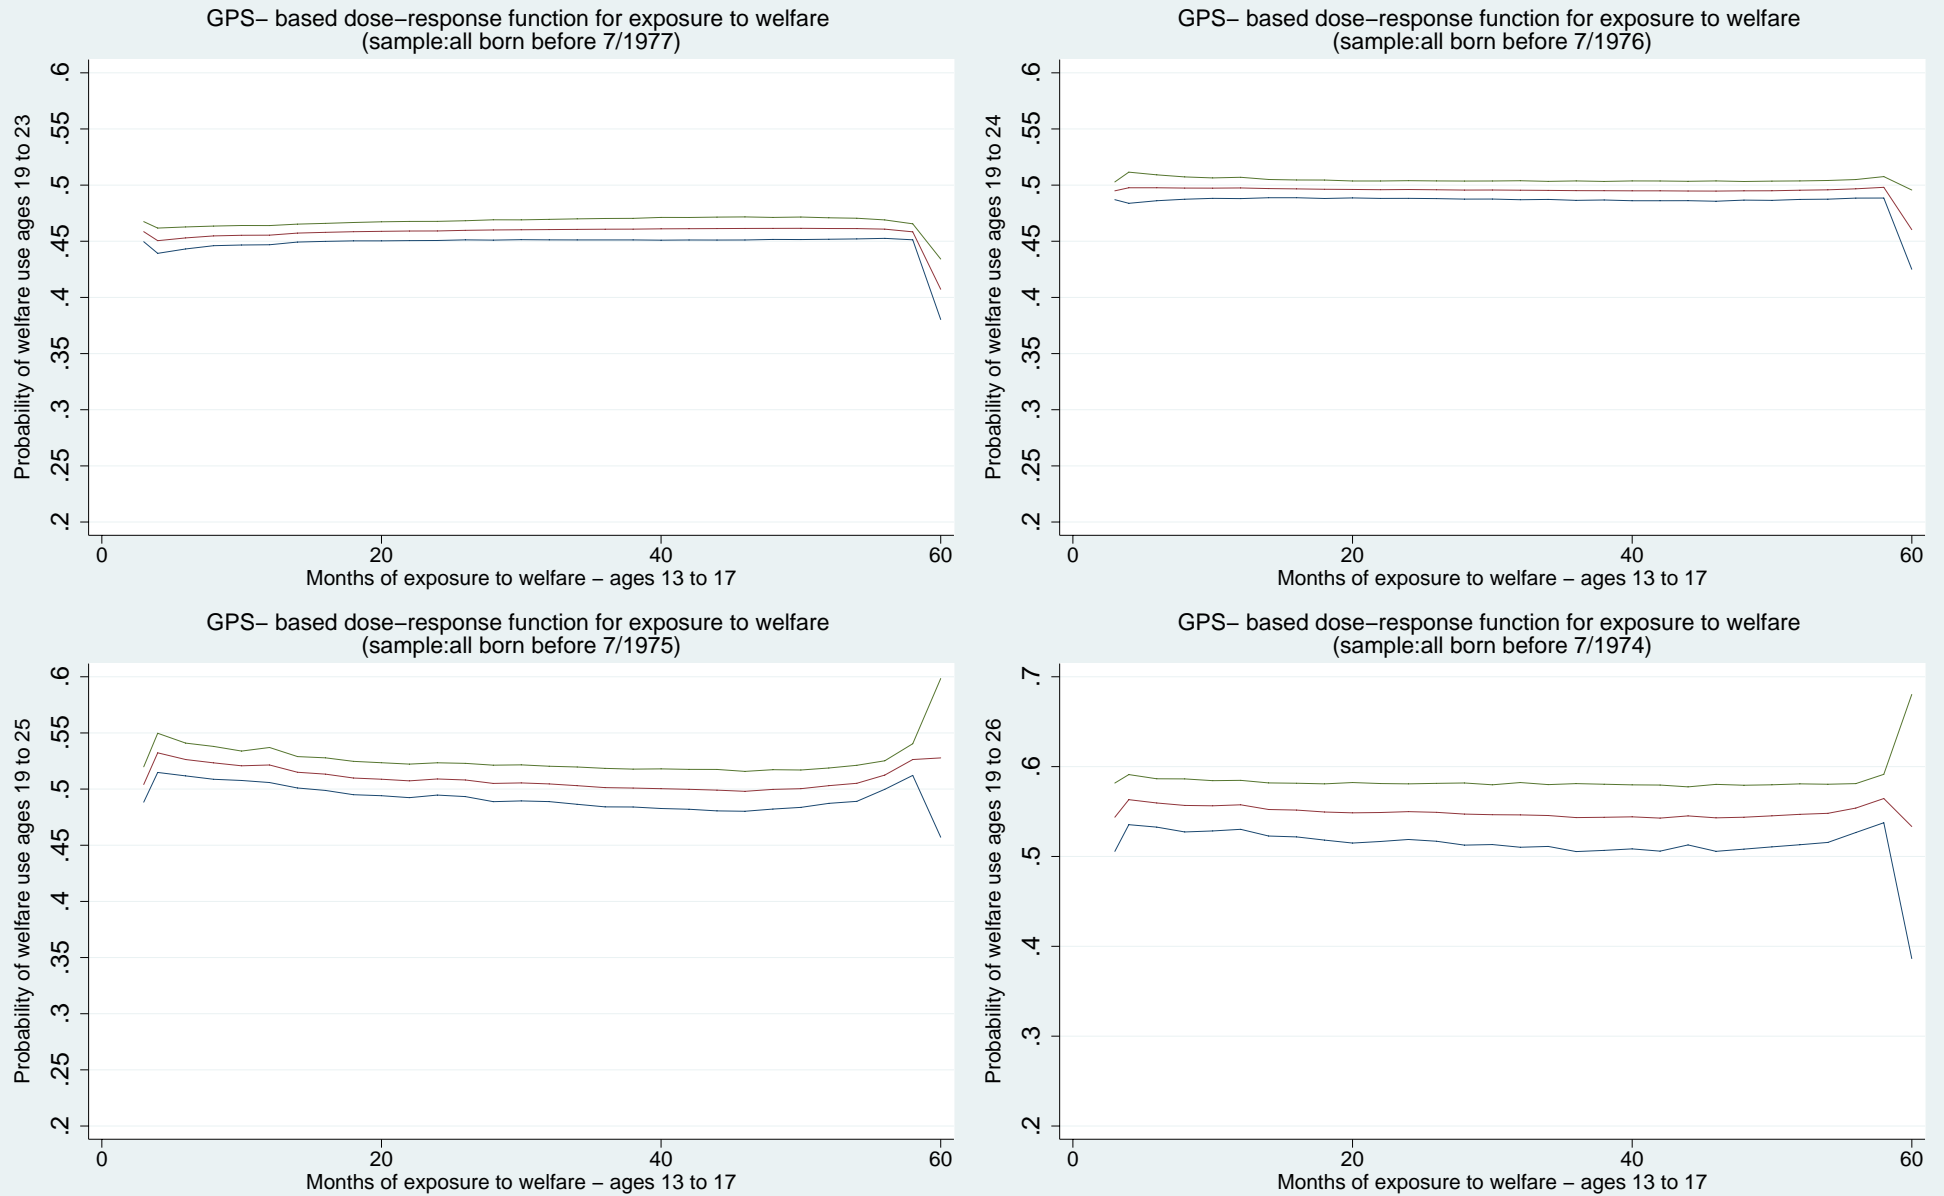 GPS− based dose−response function for exposure to welfare
(sample:all born before 7/1977)
Probability of welfare use ages 19 to 23
.6
.55
.5
.45
.4
.35
.3
.25
.2
0 20 40 60
Months of exposure to welfare − ages 13 to 17
GPS− based dose−response function for exposure to welfare
(sample:all born before 7/1976)
Probability of welfare use ages 19 to 24
.6
.55
.5
.45
.4
.35
.3
.25
.2
0 20 40 60
Months of exposure to welfare − ages 13 to 17
GPS− based dose−response function for exposure to welfare
(sample:all born before 7/1975)
Probability of welfare use ages 19 to 25
.6
.55
.5
.45
.4
.35
.3
.25
.2
0 20 40 60
Months of exposure to welfare − ages 13 to 17
GPS− based dose−response function for exposure to welfare
(sample:all born before 7/1974)
Probability of welfare use ages 19 to 26
.7
.6
.5
.4
.3
.2
0 20 40 60
Months of exposure to welfare − ages 13 to 17